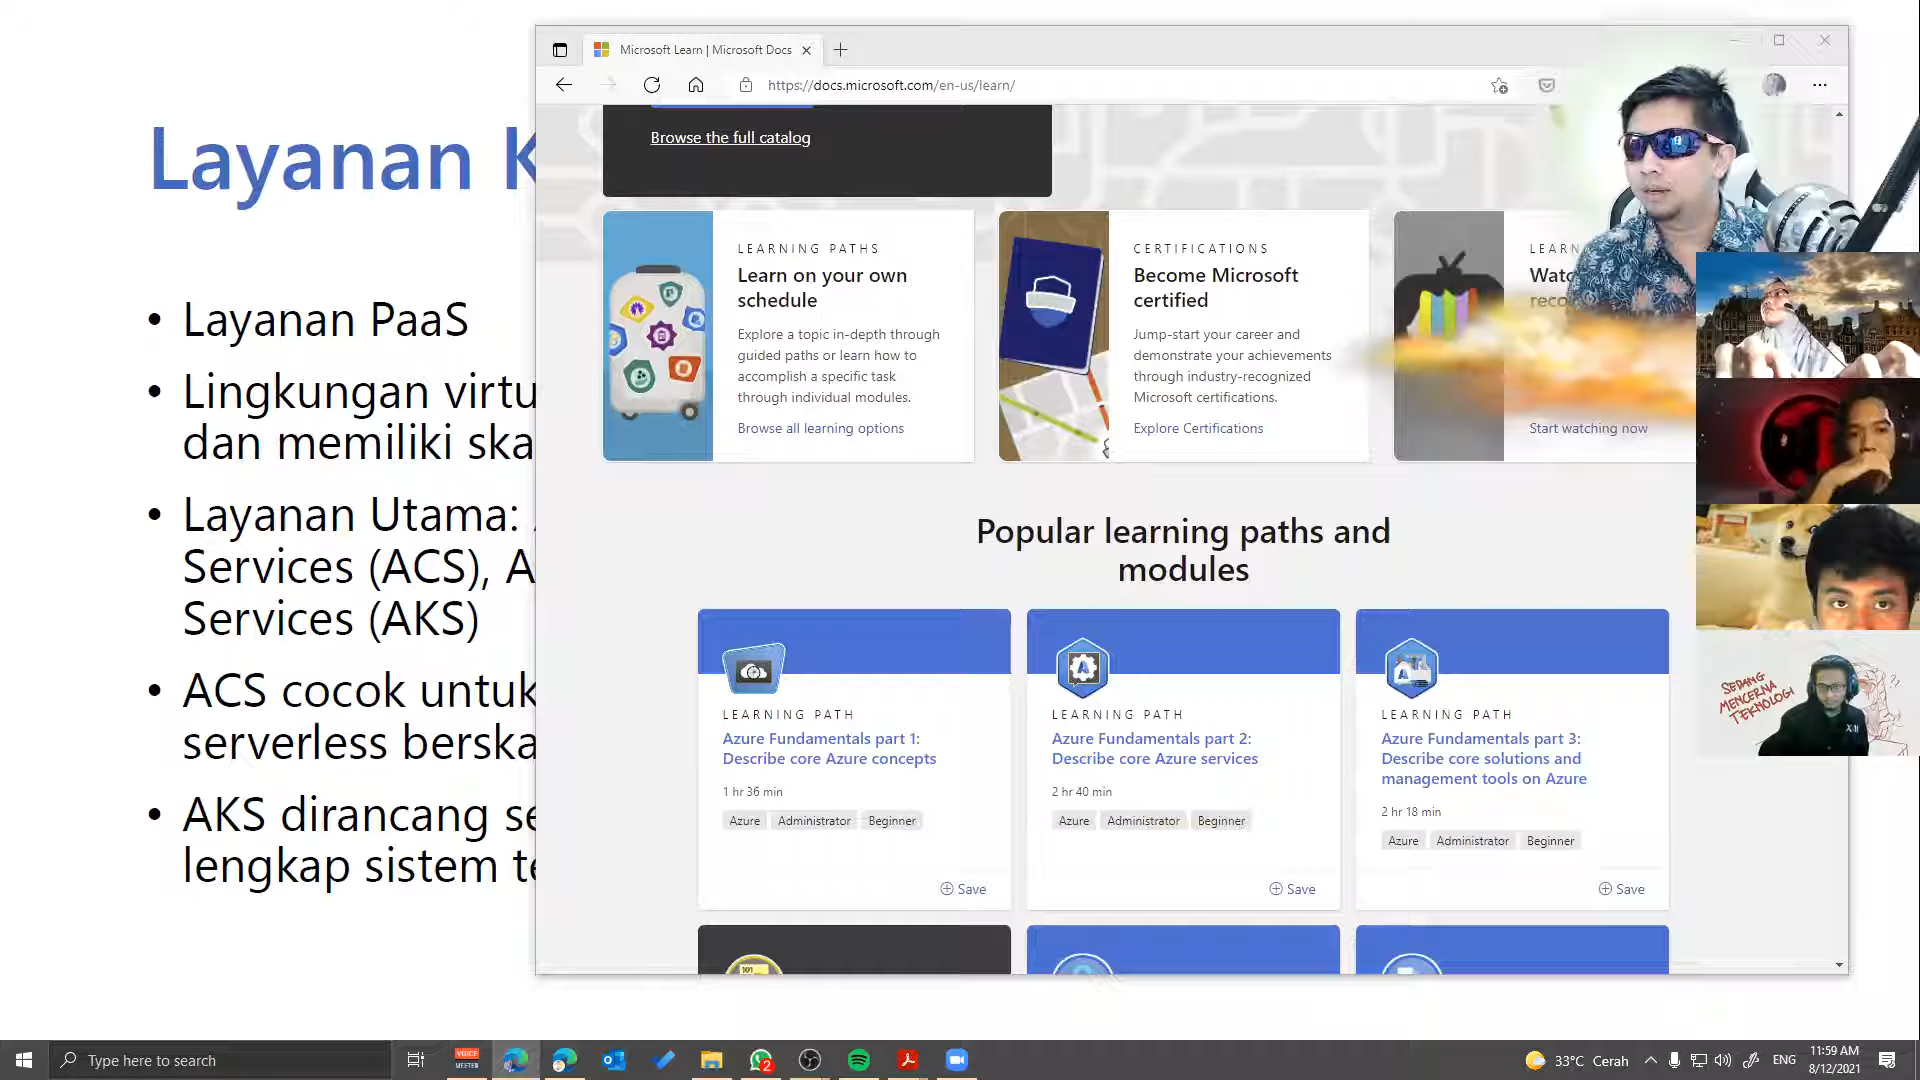 Layanan K
• Layanan PaaS
• Lingkungan virtu
dan memiliki ska
• Layanan Utama:
Services (ACS), A
Services (AKS)
• ACS cocok untuk
serverless berska
• AKS dirancang se
lengkap sistem te
Microsoft Learn | Microsoft Docs
https://docs.microsoft.com/en-us/learn/
Browse the full catalog
LEARNING PATHS
Learn on your own
schedule
Explore a topic in-depth through
guided paths or learn how to
accomplish a specific task
through individual modules.
Browse all learning options
CERTIFICATIONS
Become Microsoft
certified
Jump-start your career and
demonstrate your achievements
through industry-recognized
Microsoft certifications.
Explore Certifications
LEARN
Watc
reco
Start watching now
Popular learning paths and
modules
LEARNING PATH
Azure Fundamentals part 1:
Describe core Azure concepts
1 hr 36 min
Azure Administrator Beginner
Save
LEARNING PATH
Azure Fundamentals part 2:
Describe core Azure services
2 hr 40 min
Azure Administrator Beginner
Save
LEARNING PATH
Azure Fundamentals part 3:
Describe core solutions and
management tools on Azure
2 hr 18 min
Azure Administrator Beginner
Save
101
SEDANG
MENCERNA
TEKNOLOGI
Type here to search
VOICE
MEETER
2
33°C Cerah
ENG
11:59 AM
8/12/2021